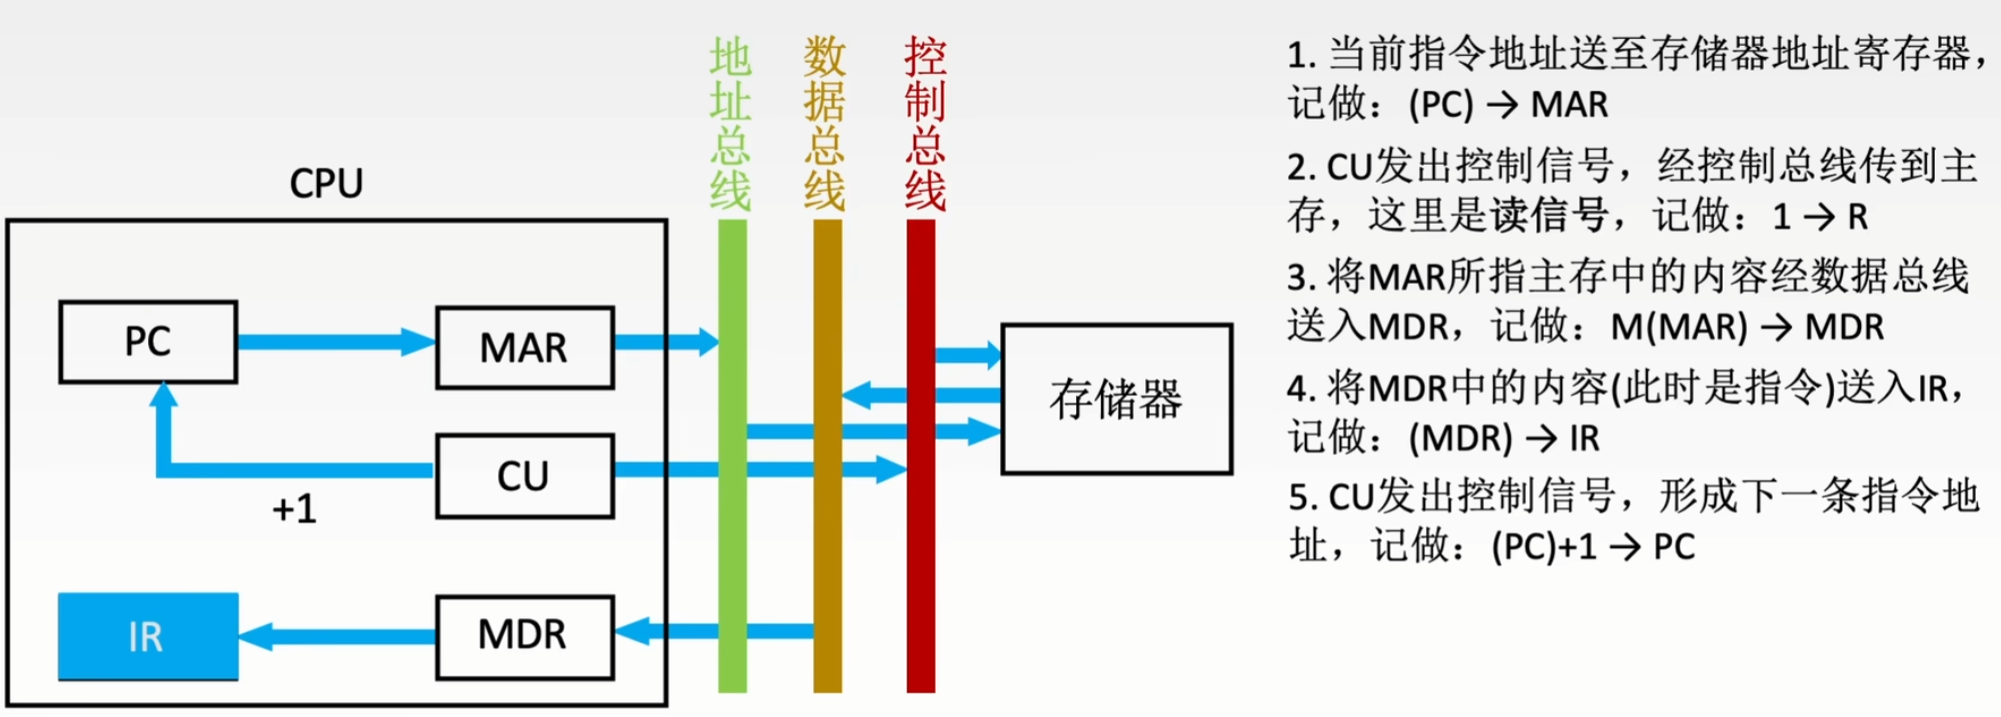 地址总线
数据总线
控制总线
CPU
PC
MAR
CU
+1
IR
MDR
存储器
1. 当前指令地址送至存储器地址寄存器，
记做：(PC) → MAR
2. CU发出控制信号，经控制总线传到主
存，这里是读信号，记做：1 → R
3. 将MAR所指主存中的内容经数据总线
送入MDR，记做：M(MAR) → MDR
4. 将MDR中的内容(此时是指令)送入IR，
记做：(MDR) → IR
5. CU发出控制信号，形成下一条指令地
址，记做：(PC)+1 → PC